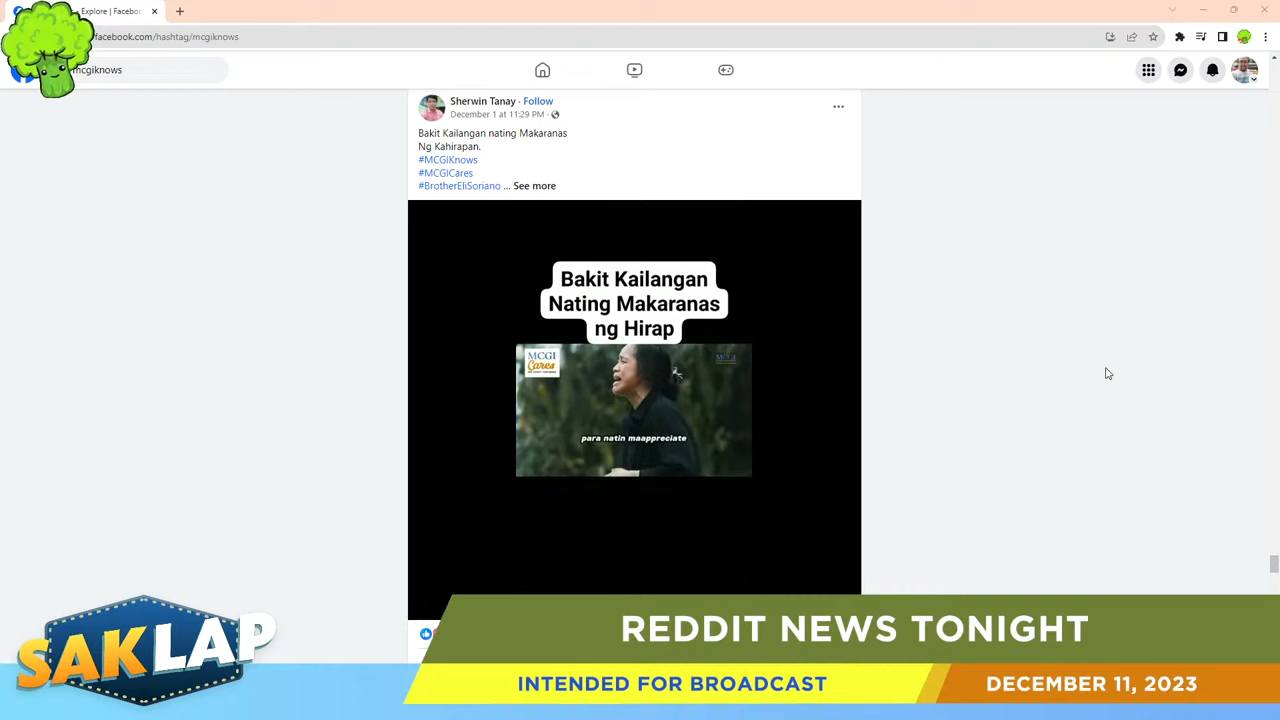 Explore | Facebo
facebook.com/hashtag/mcgiknows
mcgiknows
Sherwin Tanay · Follow
December 1 at 11:29 PM ·
Bakit Kailangan nating Makaranas
Ng Kahirapan.
#MCGIKnows
#MCGICares
#BrotherEliSoriano ... See more
Bakit Kailangan
Nating Makaranas
ng Hirap
MCGI
Cares
MCGI
para natin maappreciate
SAKLAP
REDDIT NEWS TONIGHT
INTENDED FOR BROADCAST
DECEMBER 11, 2023